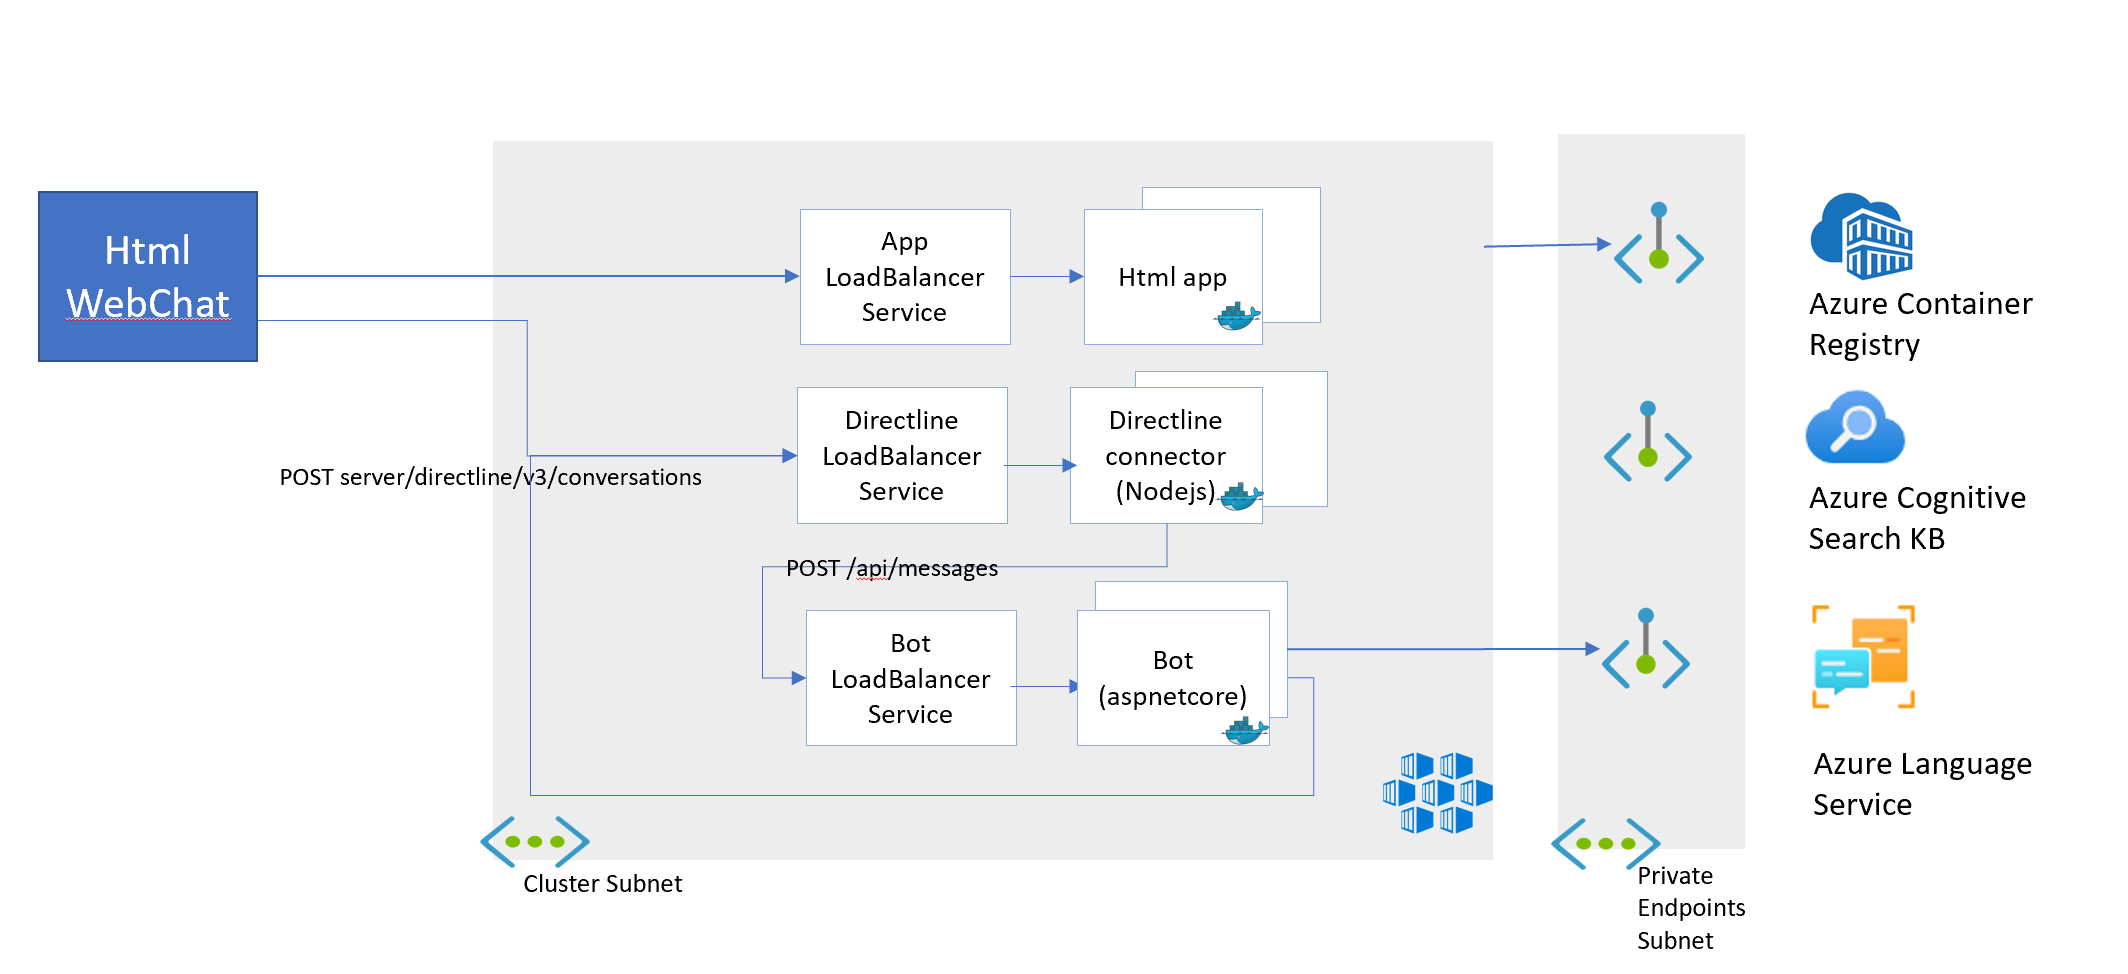 Html
WebChat
App
LoadBalancer
Service
Html app
Azure Container
Registry
POST server/directline/v3/conversations
Directline
LoadBalancer
Service
Directline
connector
(Nodejs)
Azure Cognitive
Search KB
POST /api/messages
Bot
LoadBalancer
Service
Bot
(aspnetcore)
Azure Language
Service
Cluster Subnet
Private
Endpoints
Subnet